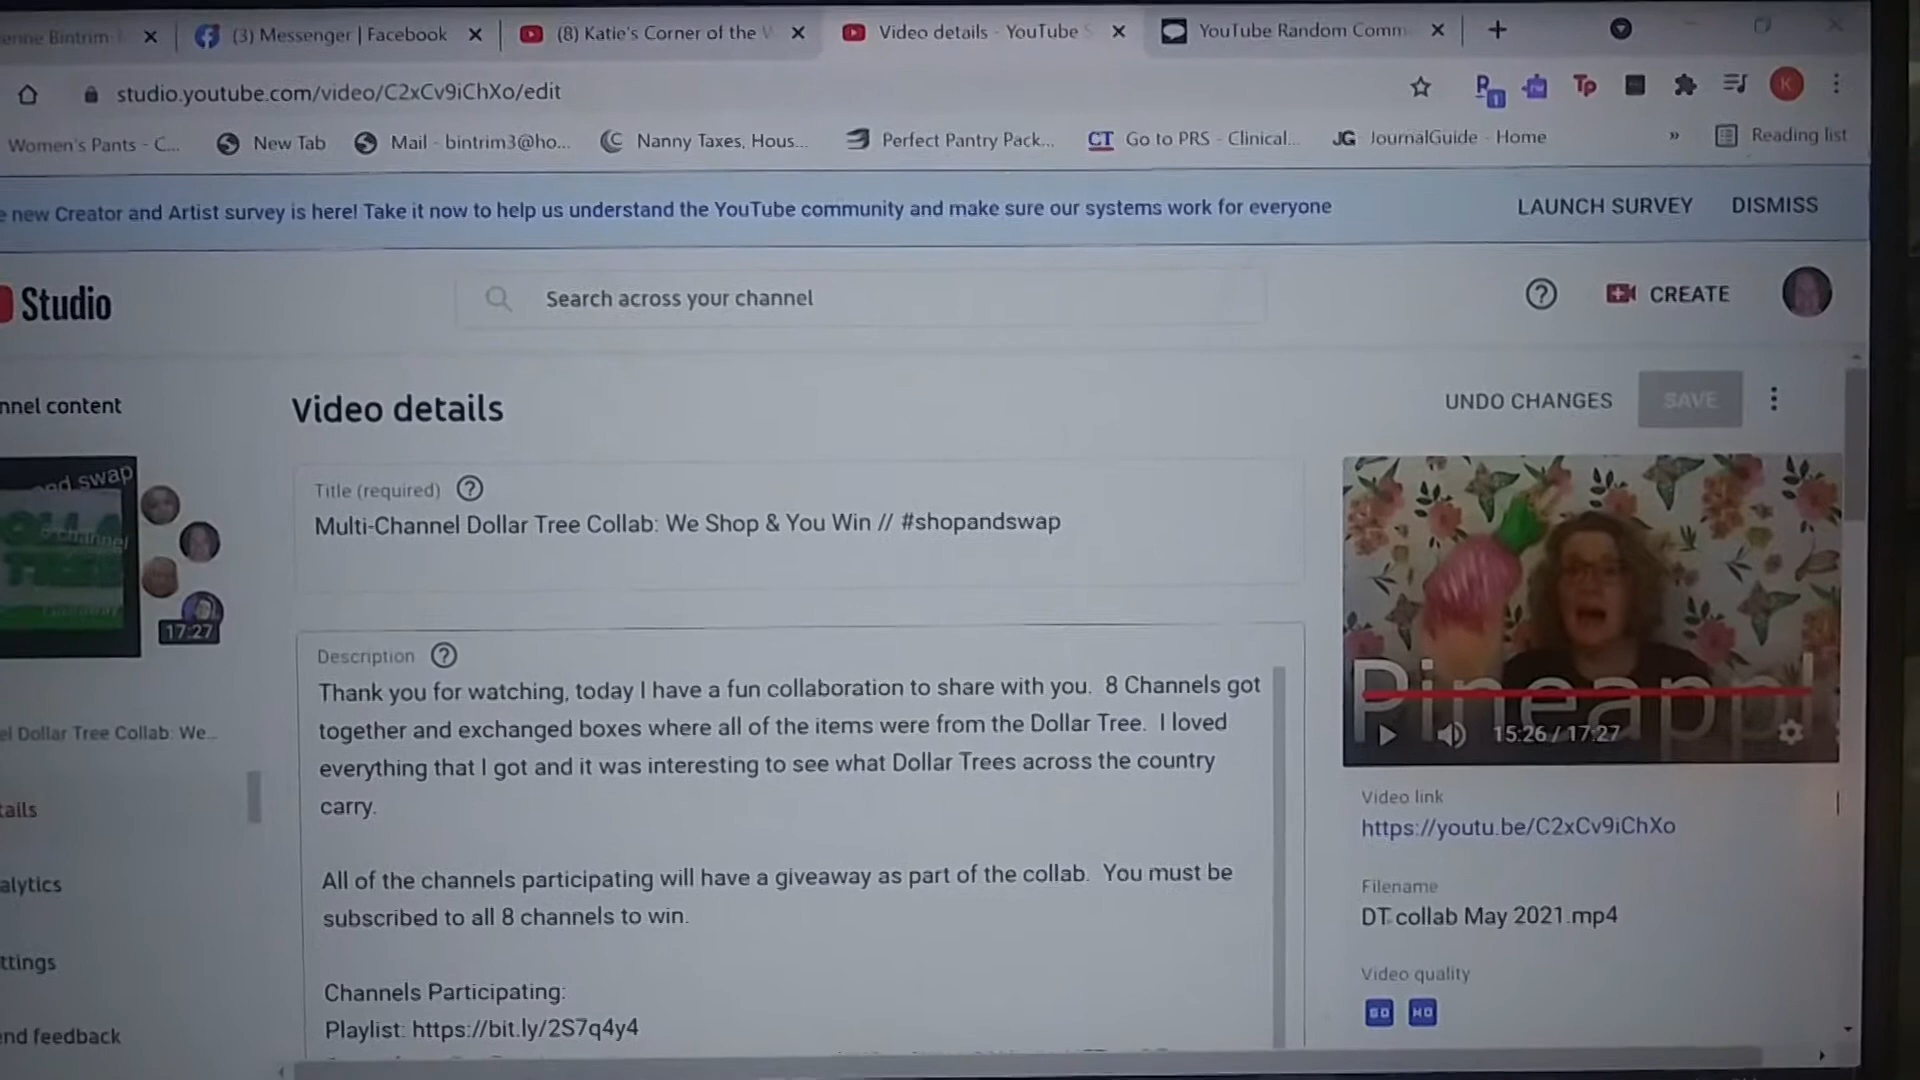 enne Bintrim
(3) Messenger | Facebook
(8) Katie's Corner of the
Video details - YouTube S
YouTube Random Comm
studio.youtube.com/video/C2xCv9iChXo/edit
Women's Pants - C...
New Tab
Mail - bintrim3@ho...
Nanny Taxes, Hous...
Perfect Pantry Pack...
CT Go to PRS - Clinical...
JG JournalGuide - Home
»
Reading list
e new Creator and Artist survey is here! Take it now to help us understand the YouTube community and make sure our systems work for everyone
LAUNCH SURVEY
DISMISS
Studio
Search across your channel
CREATE
nnel content
Video details
UNDO CHANGES
SAVE
nd swap
17:27
Title (required)
Multi-Channel Dollar Tree Collab: We Shop & You Win // #shopandswap
Pineappl
15:26 / 17:27
Description
Thank you for watching, today I have a fun collaboration to share with you. 8 Channels got
together and exchanged boxes where all of the items were from the Dollar Tree. I loved
everything that I got and it was interesting to see what Dollar Trees across the country
carry.
All of the channels participating will have a giveaway as part of the collab. You must be
subscribed to all 8 channels to win.
Channels Participating:
Playlist: https://bit.ly/2S7q4y4
el Dollar Tree Collab: We...
tails
alytics
ttings
nd feedback
Video link
https://youtu.be/C2xCv9iChXo
Filename
DT collab May 2021.mp4
Video quality
SD HD